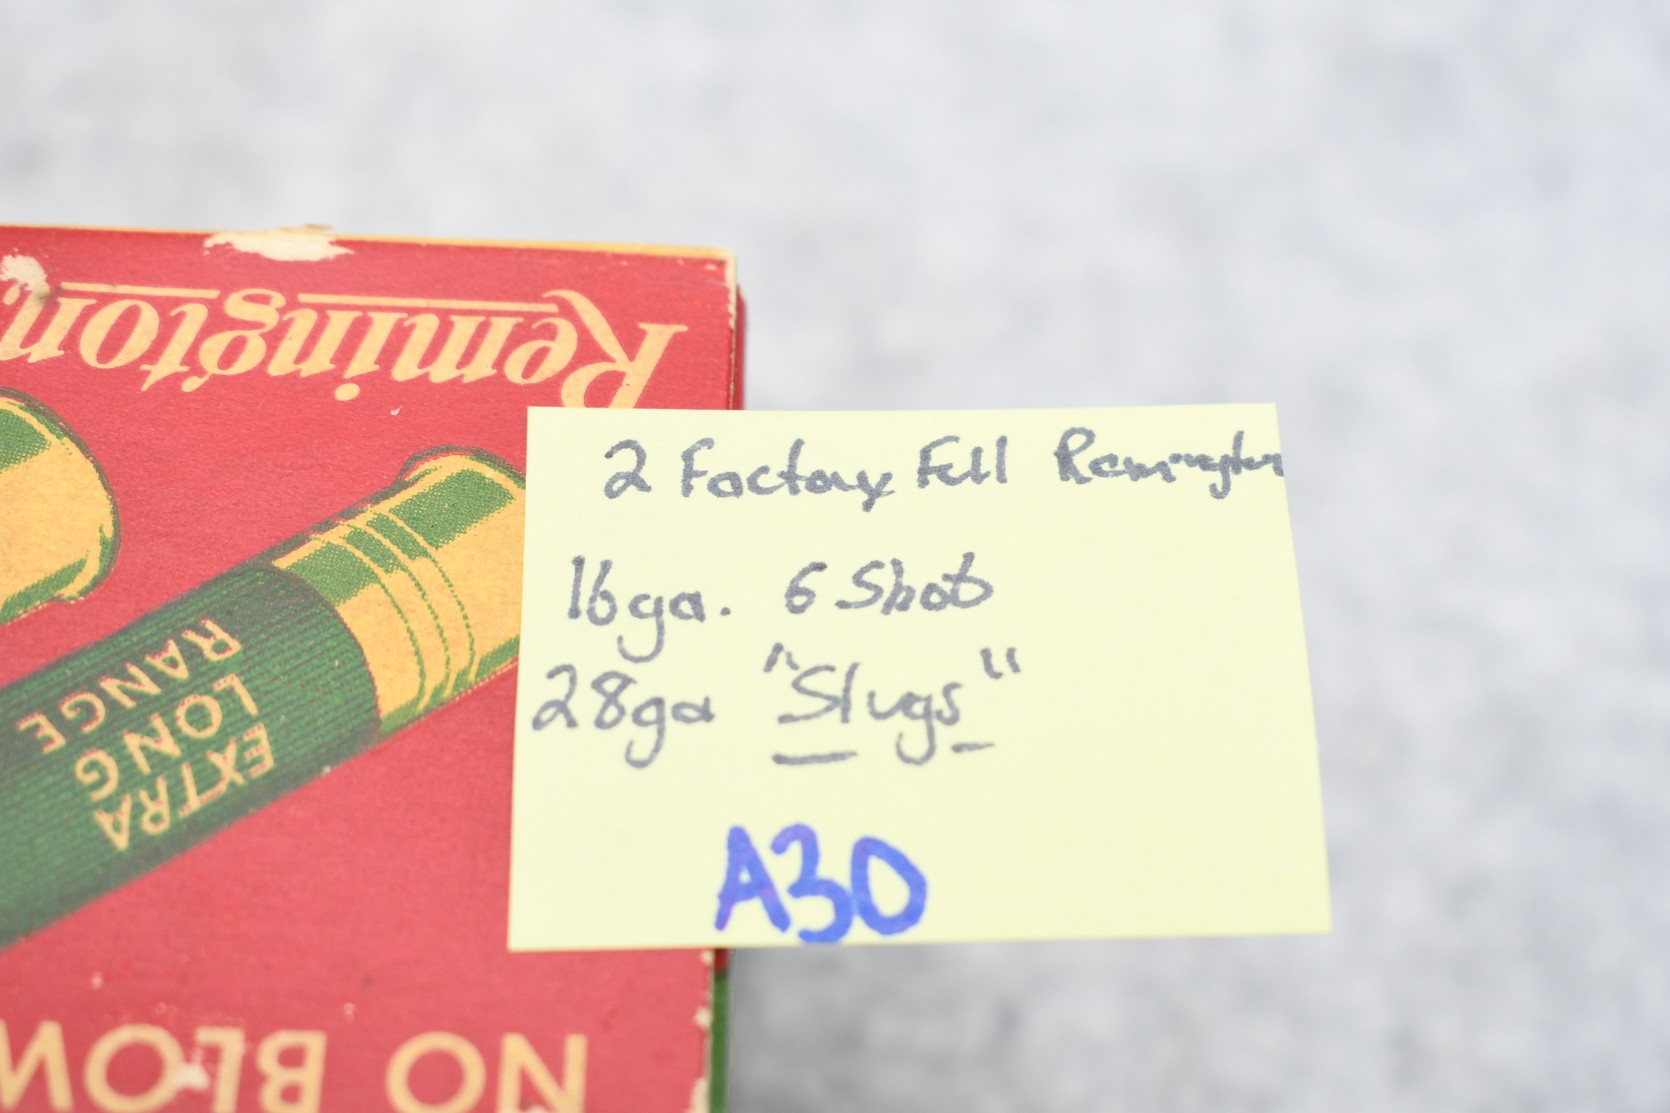 Remington
EXTRA
LONG
RANGE
NO BLOW
2 Factory Full Remington
16ga. 6 Shot
28ga "Slugs"
A30